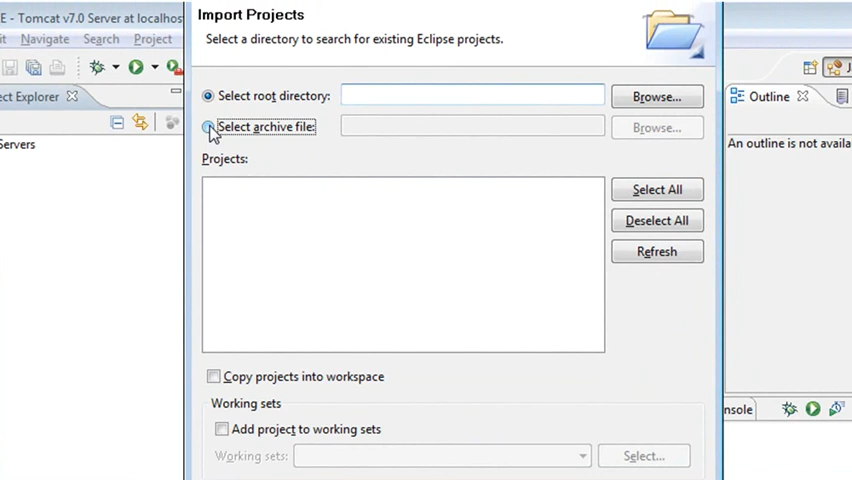 E - Tomcat v7.0 Server at localhos
Import Projects
Select a directory to search for existing Eclipse projects.
it Navigate Search Project
ect Explorer
Select root directory:
Browse...
Outline
Select archive file:
Browse...
Servers
An outline is not availa
Projects:
Select All
Deselect All
Refresh
Copy projects into workspace
Working sets
nsole
Add project to working sets
Working sets:
Select...